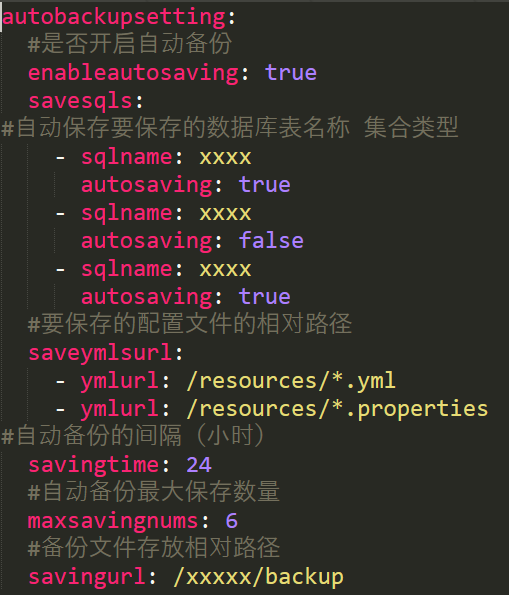 autobackupsetting:
#是否开启自动备份
enableautosaving: true
savesqls:
#自动保存要保存的数据库表名称 集合类型
- sqlname: xxxx
autosaving: true
- sqlname: xxxx
autosaving: false
- sqlname: xxxx
autosaving: true
#要保存的配置文件的相对路径
saveymlsurl:
- ymlurl: /resources/*.yml
- ymlurl: /resources/*.properties
#自动备份的间隔（小时）
savingtime: 24
#自动备份最大保存数量
maxsavingnums: 6
#备份文件存放相对路径
savingurl: /xxxxx/backup